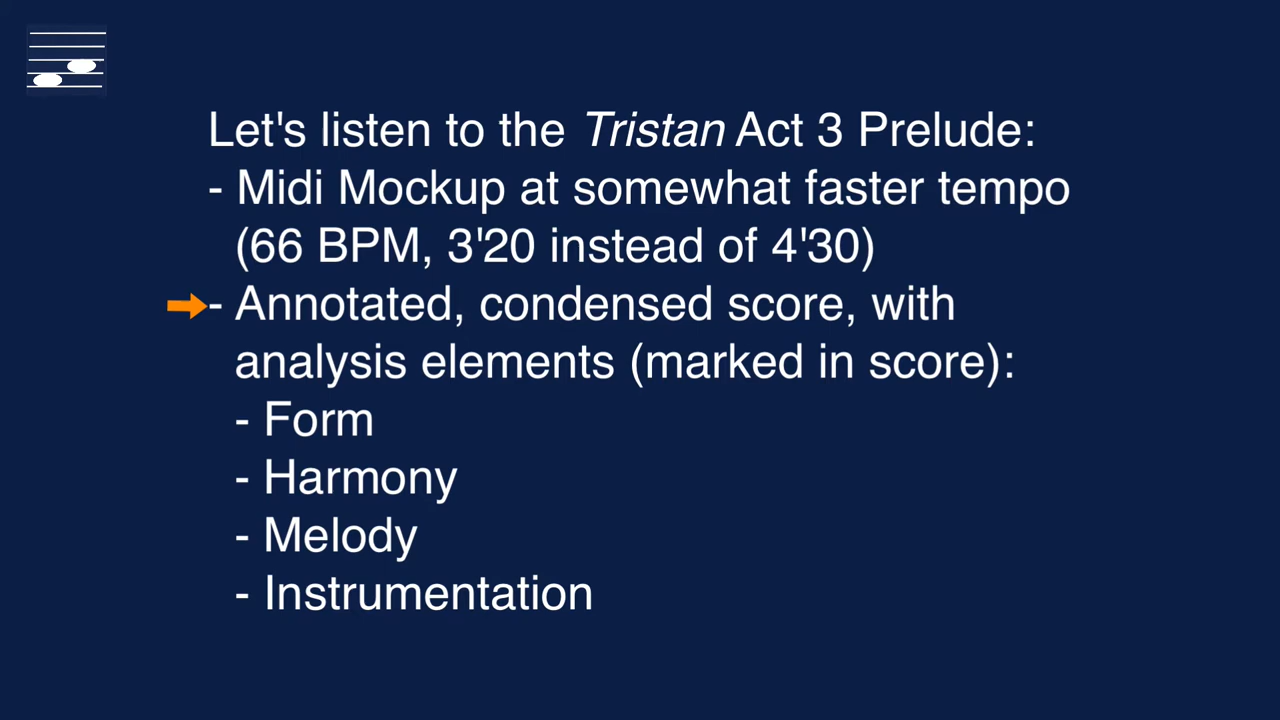 Let's listen to the Tristan Act 3 Prelude:
- Midi Mockup at somewhat faster tempo
(66 BPM, 3'20 instead of 4'30)
- Annotated, condensed score, with
analysis elements (marked in score):
- Form
- Harmony
- Melody
- Instrumentation